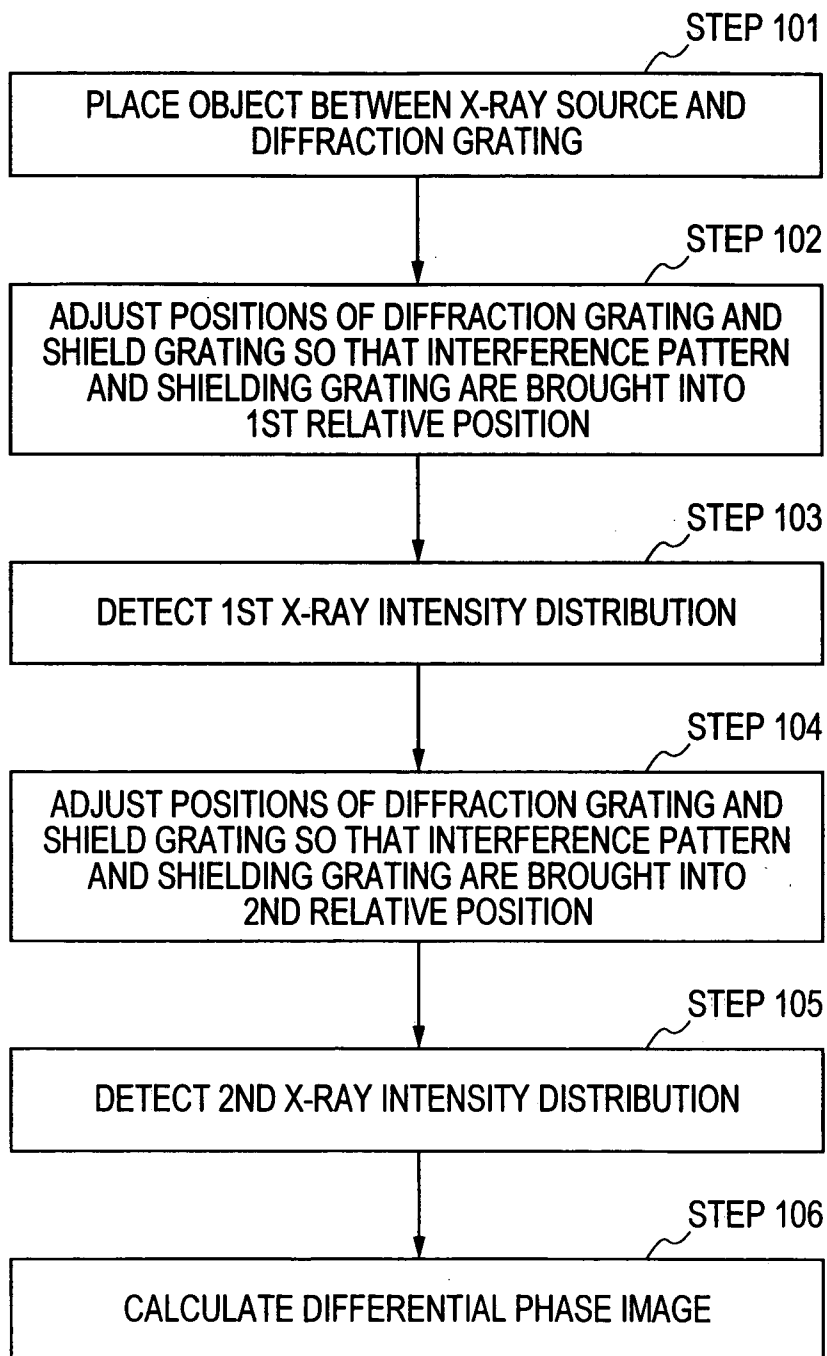 STEP 101
PLACE OBJECT BETWEEN X-RAY SOURCE AND
DIFFRACTION GRATING
STEP 102
ADJUST POSITIONS OF DIFFRACTION GRATING AND
SHIELD GRATING SO THAT INTERFERENCE PATTERN
AND SHIELDING GRATING ARE BROUGHT INTO
1ST RELATIVE POSITION
STEP 103
DETECT 1ST X-RAY INTENSITY DISTRIBUTION
STEP 104
ADJUST POSITIONS OF DIFFRACTION GRATING AND
SHIELD GRATING SO THAT INTERFERENCE PATTERN
AND SHIELDING GRATING ARE BROUGHT INTO
2ND RELATIVE POSITION
STEP 105
DETECT 2ND X-RAY INTENSITY DISTRIBUTION
STEP 106
CALCULATE DIFFERENTIAL PHASE IMAGE